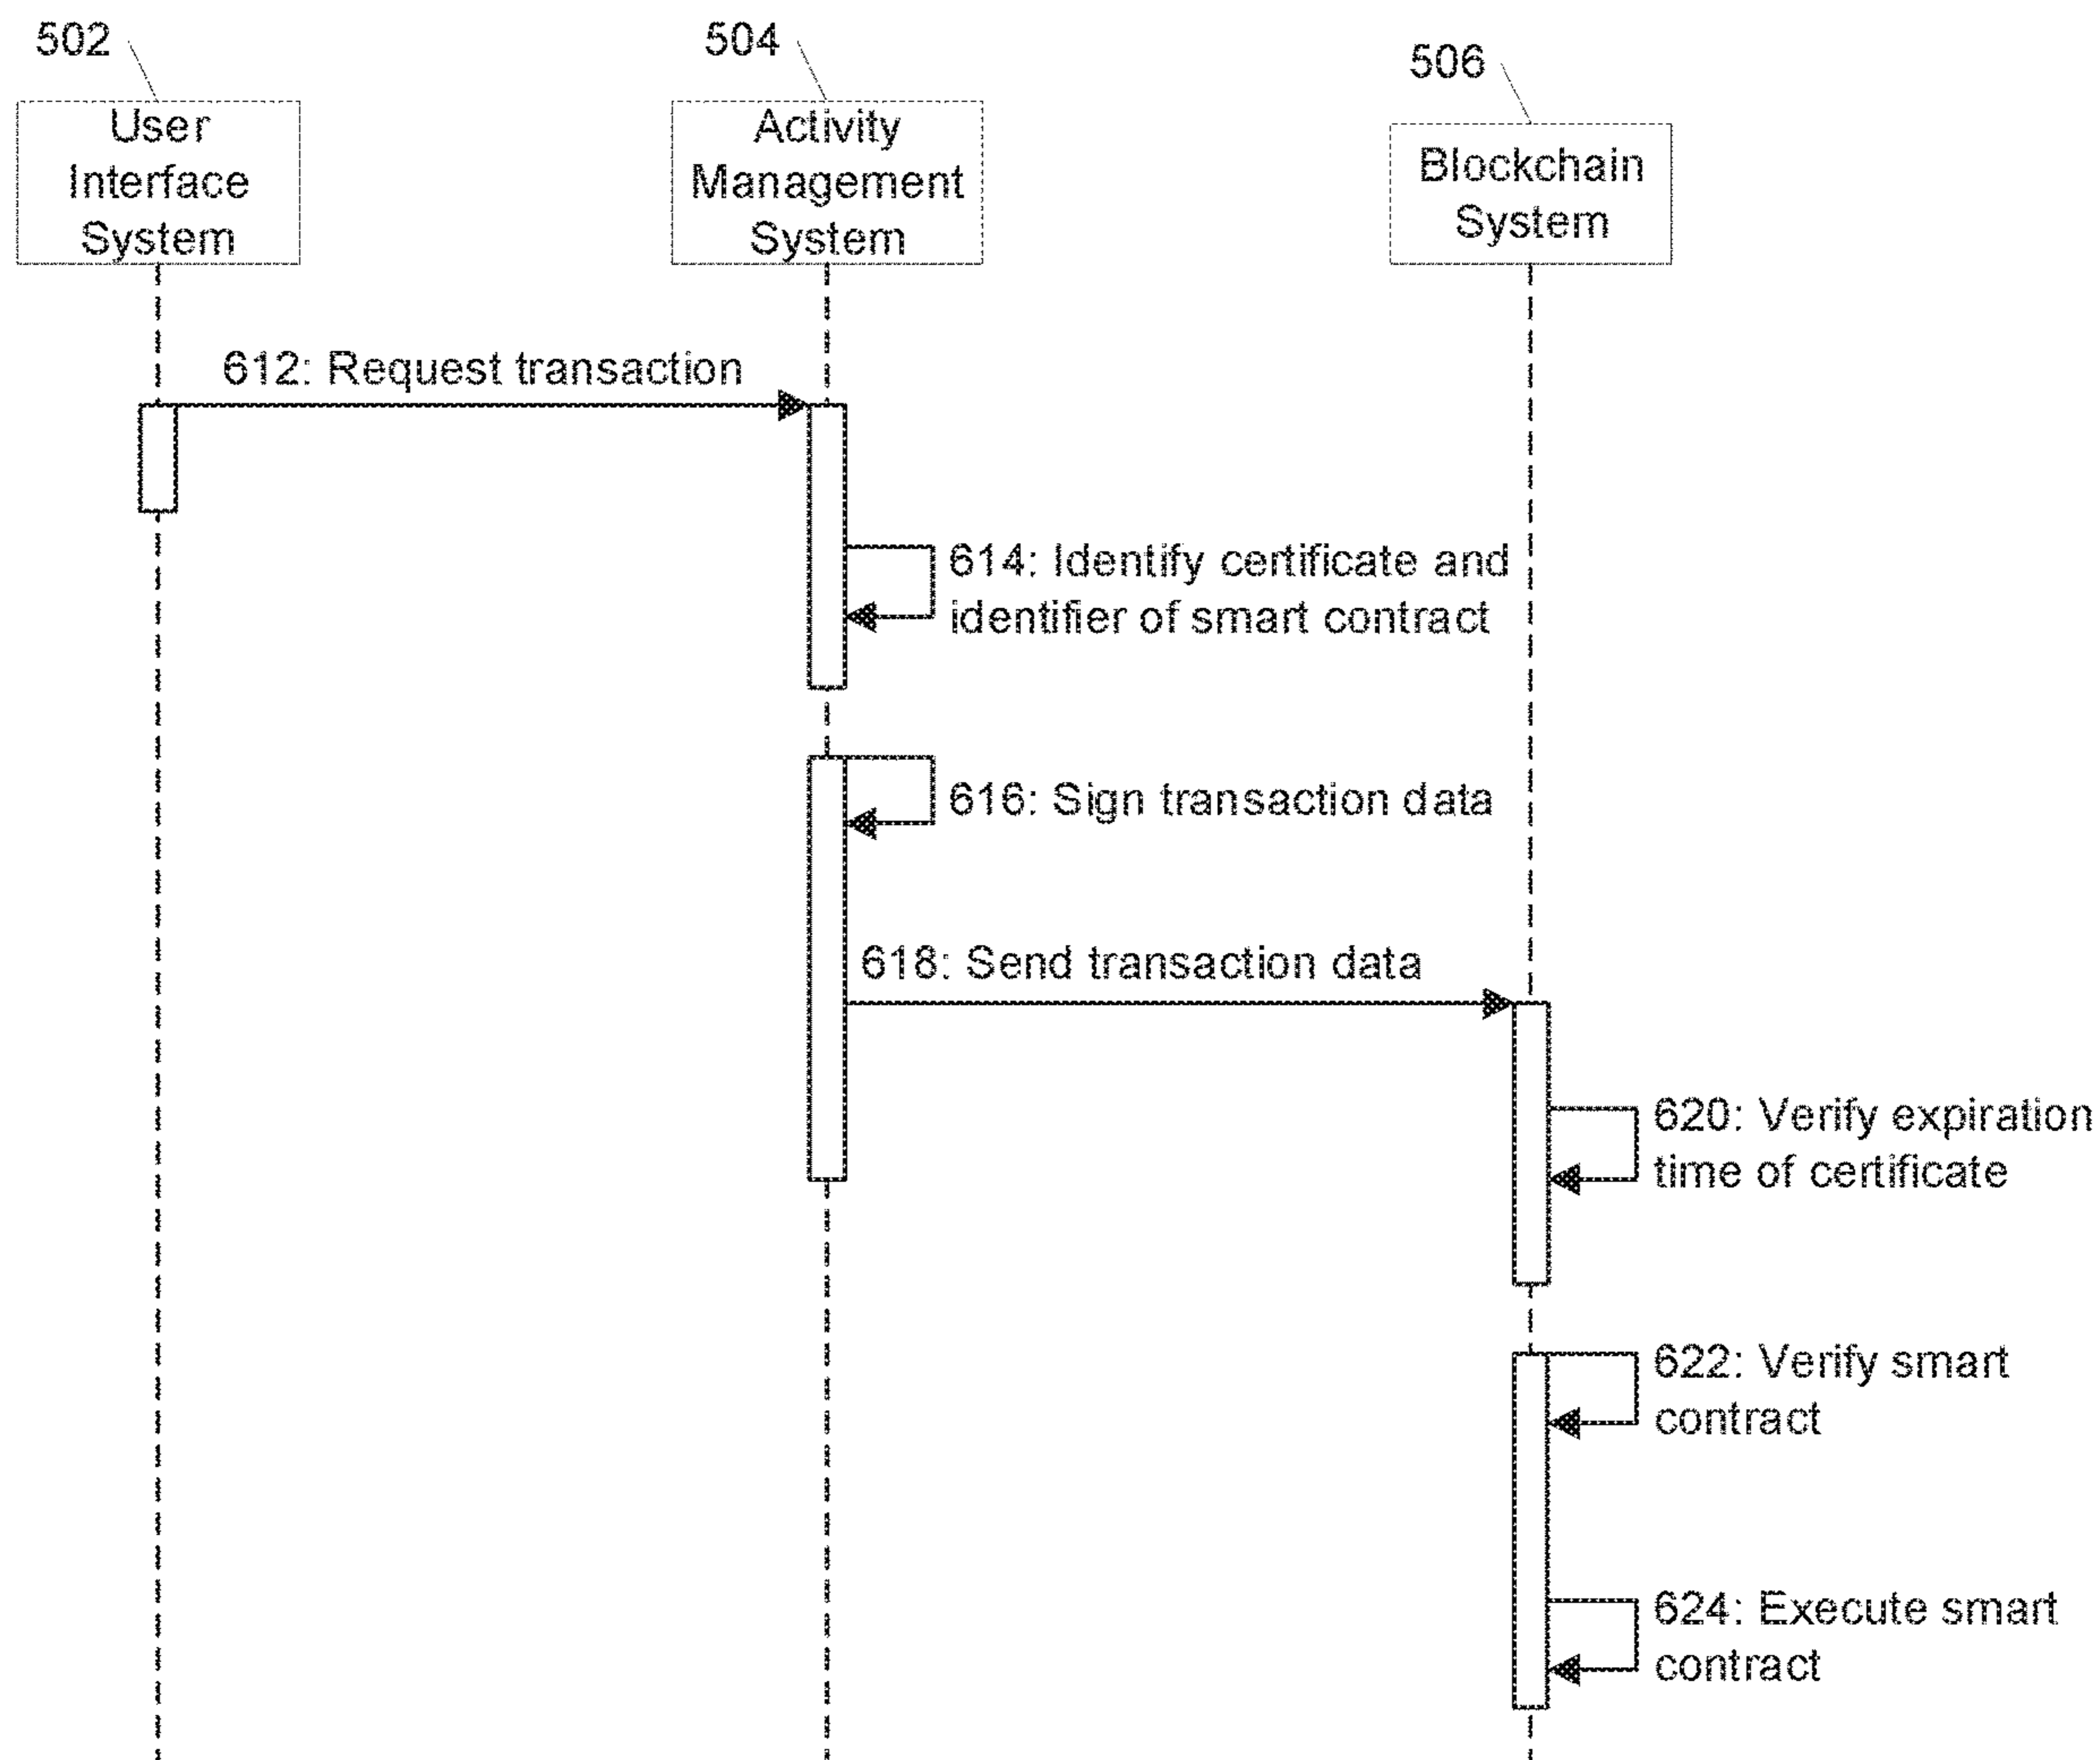 502
504
506
User
Interface
System
Activity
Management
System
Blockchain
System
612: Request transaction
614: Identify certificate and
identifier of smart contract
616: Sign transaction data
618: Send transaction data
620: Verify expiration
time of certificate
622: Verify smart
contract
624: Execute smart
contract